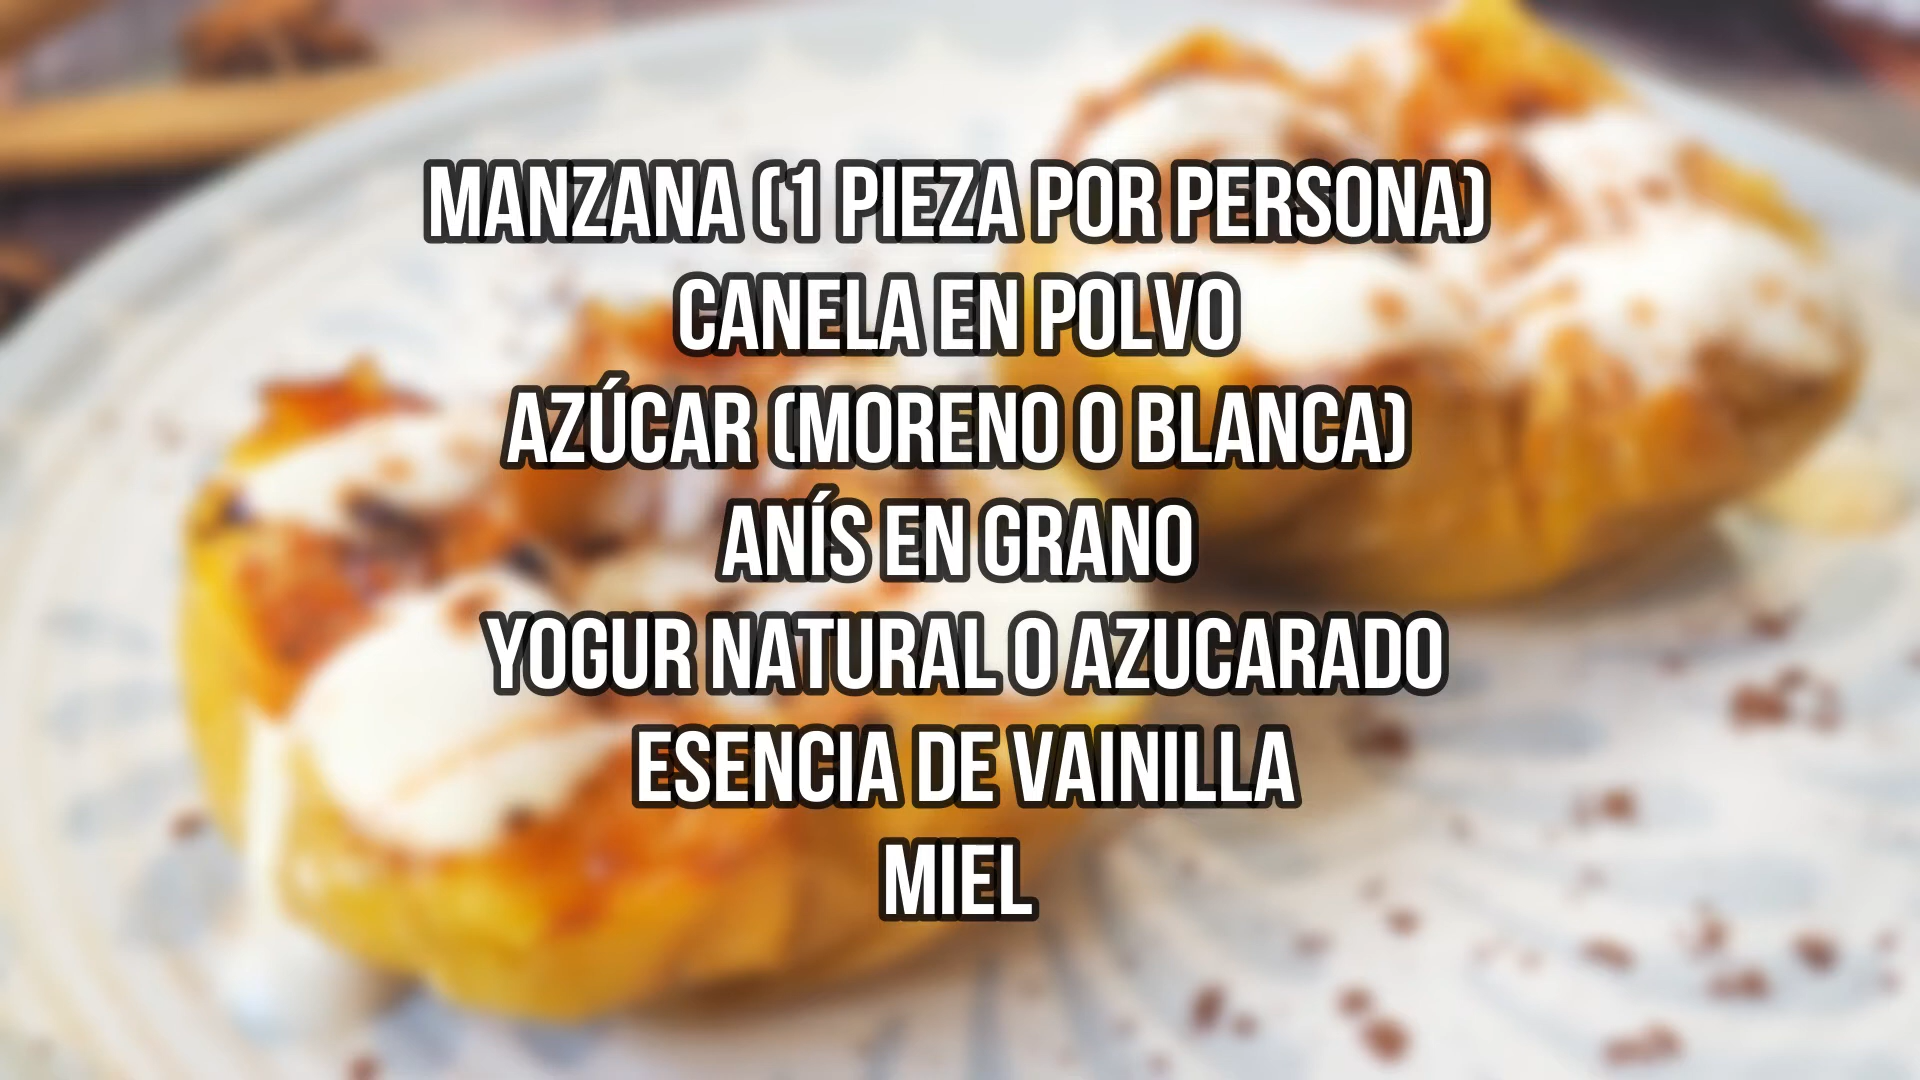 MANZANA (1 PIEZA POR PERSONA)
CANELA EN POLVO
AZÚCAR (MORENO O BLANCA)
ANÍS EN GRANO
YOGUR NATURAL O AZUCARADO
ESENCIA DE VAINILLA
MIEL